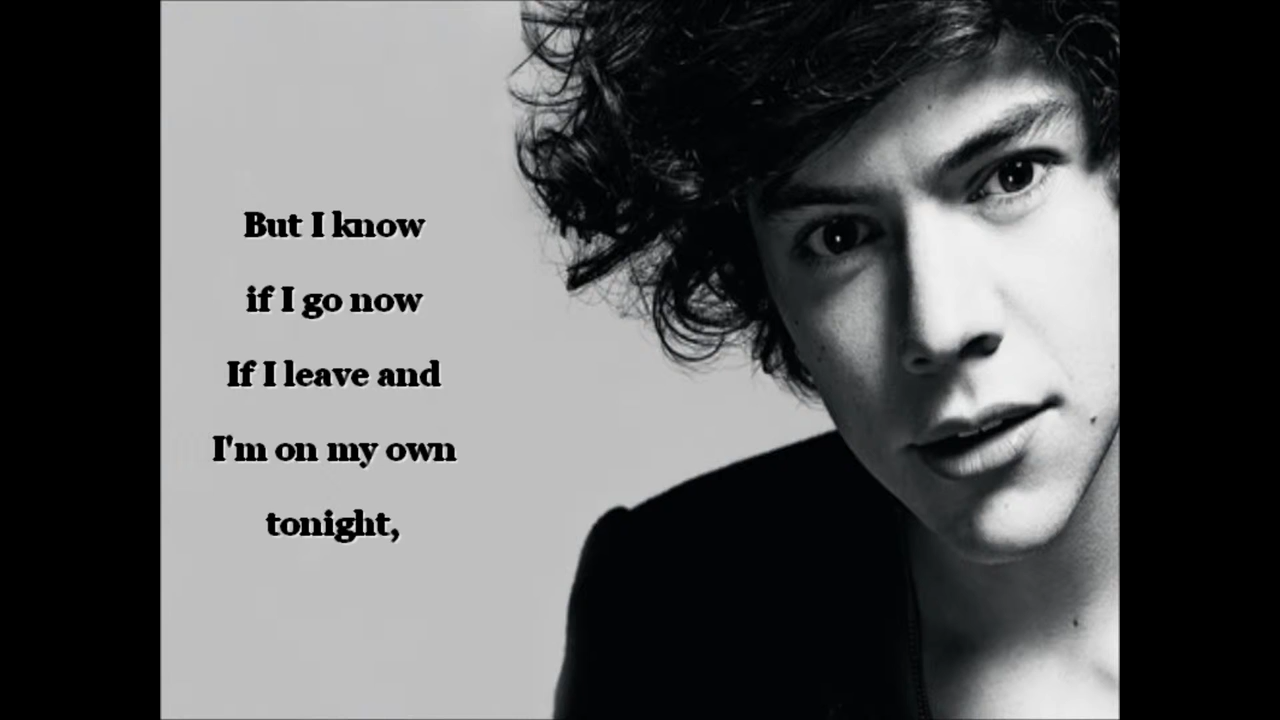 But I know
if I go now
If I leave and
I'm on my own
tonight,